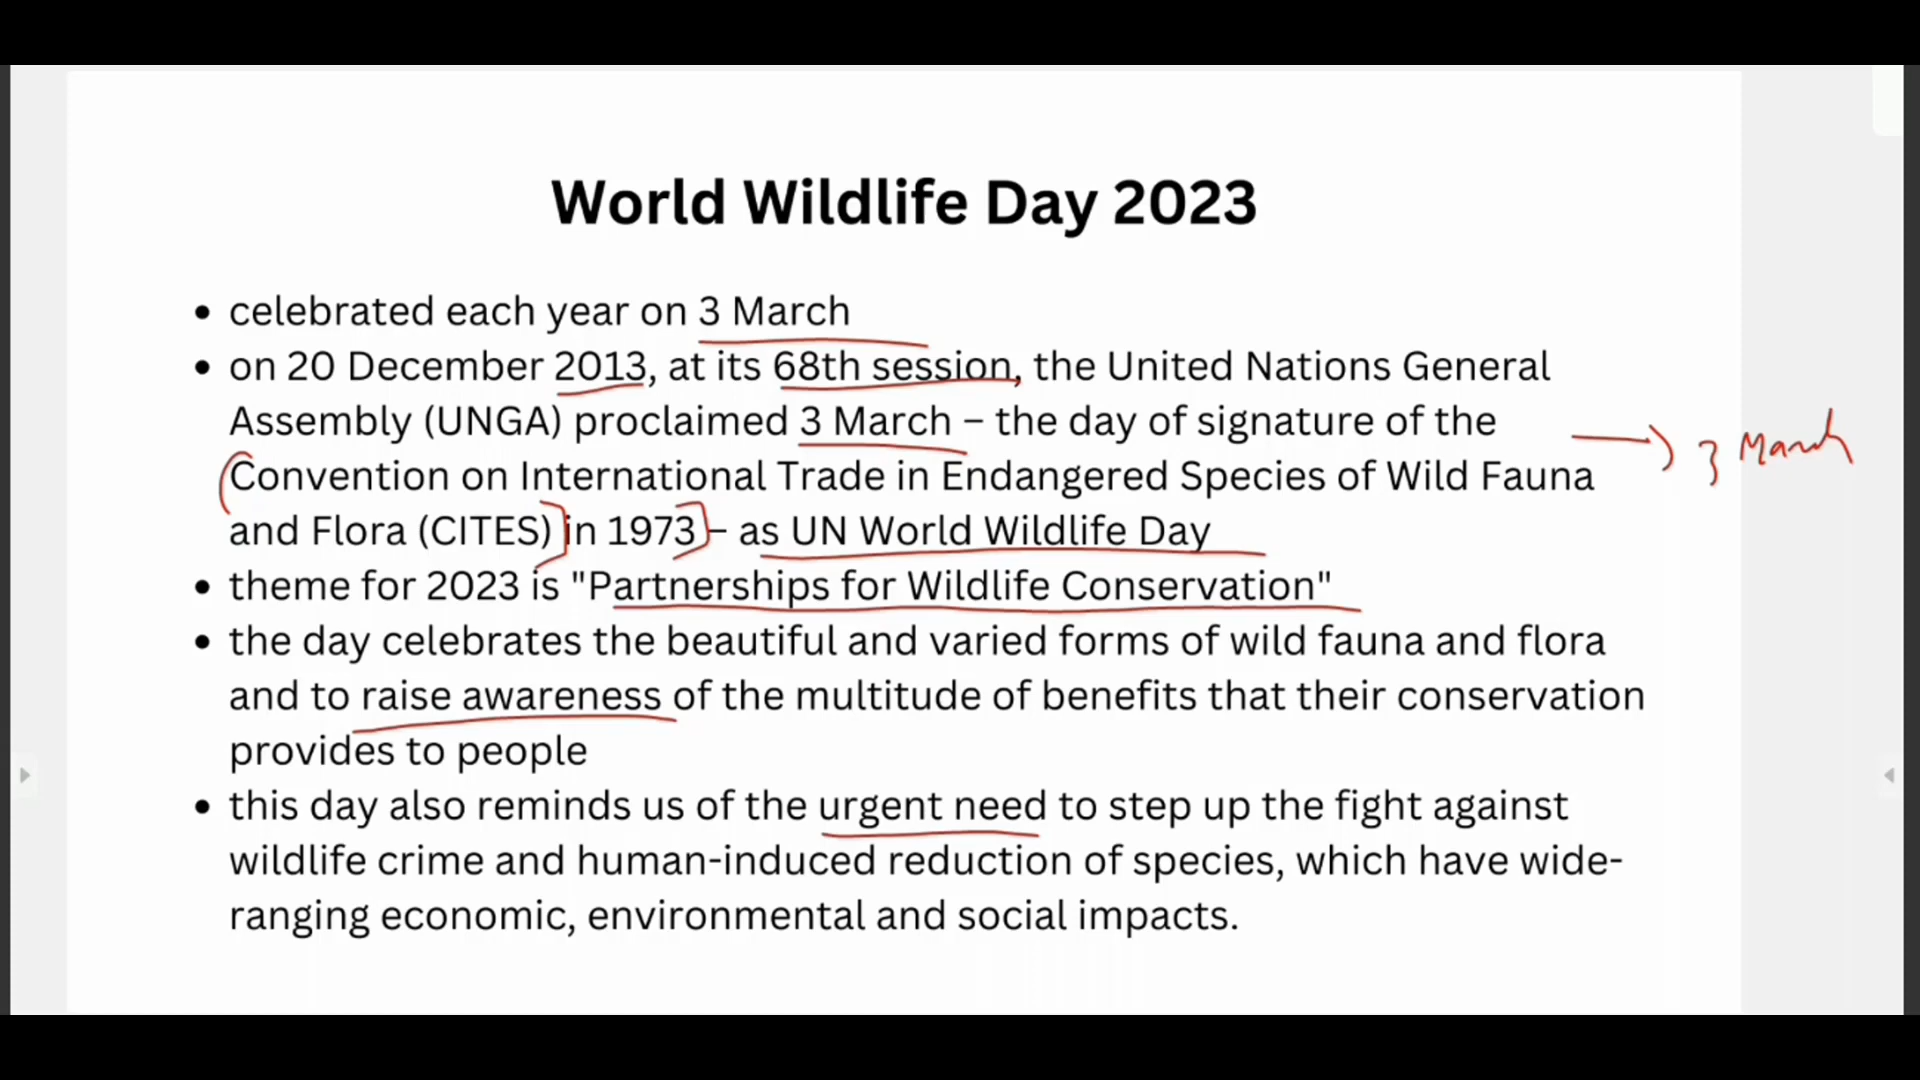 World Wildlife Day 2023
• celebrated each year on 3 March
• on 20 December 2013, at its 68th session, the United Nations General
Assembly (UNGA) proclaimed 3 March – the day of signature of the
Convention on International Trade in Endangered Species of Wild Fauna
and Flora (CITES) in 1973 – as UN World Wildlife Day
3 March
• theme for 2023 is "Partnerships for Wildlife Conservation"
• the day celebrates the beautiful and varied forms of wild fauna and flora
and to raise awareness of the multitude of benefits that their conservation
provides to people
• this day also reminds us of the urgent need to step up the fight against
wildlife crime and human-induced reduction of species, which have wide-
ranging economic, environmental and social impacts.